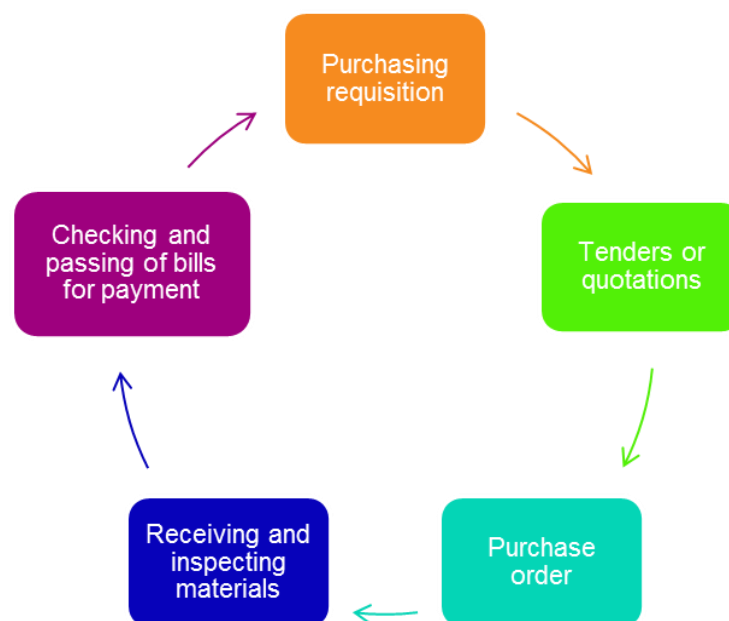 Purchasing
requisition
Tenders or
quotations
Purchase
order
Receiving and
inspecting
materials
Checking and
passing of bills
for payment